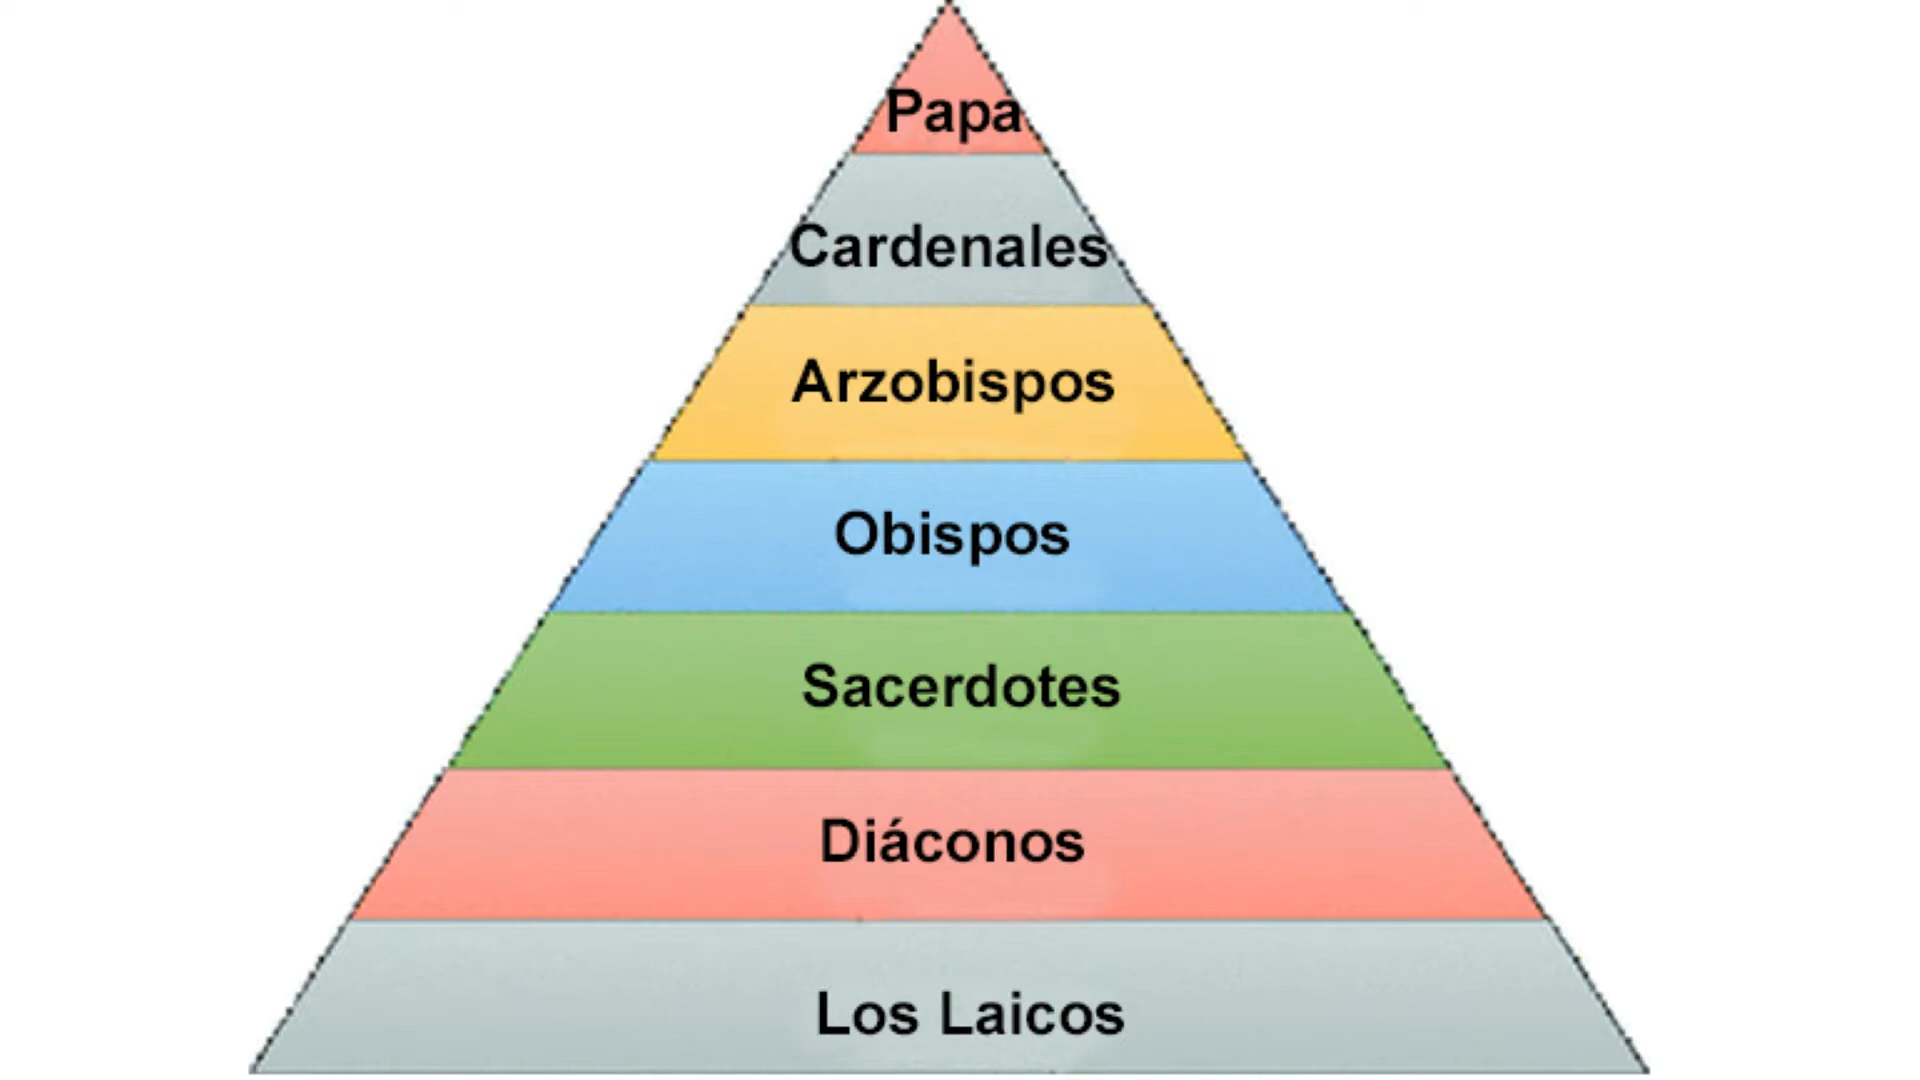 Papa
Cardenales
Arzobispos
Obispos
Sacerdotes
Diáconos
Los Laicos